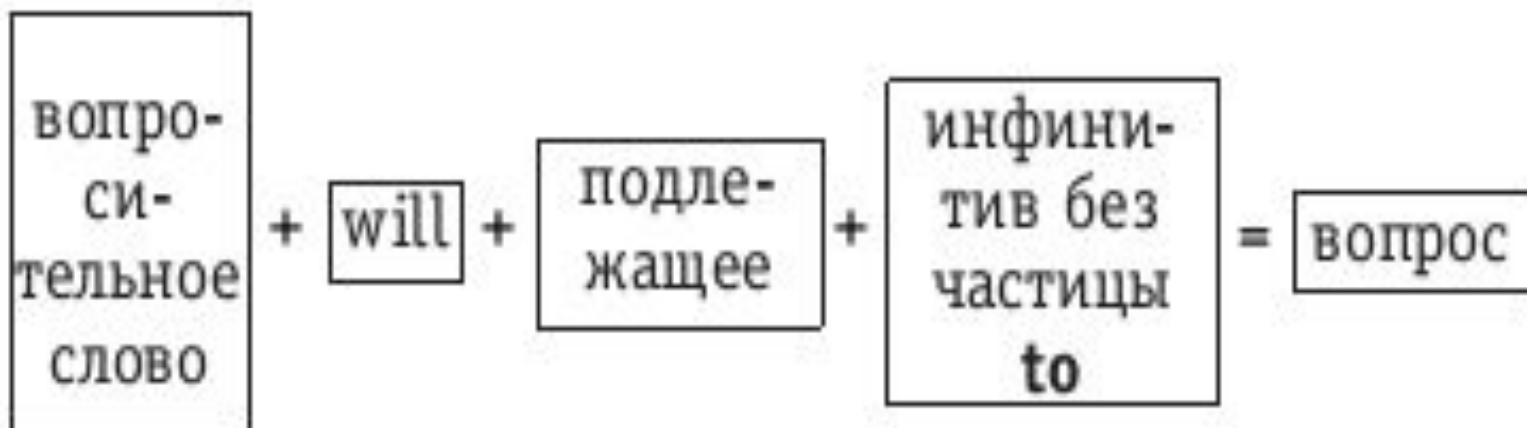 вопро-
си-
тельное
слово
+
will
+
подле-
жащее
+
инфини-
тив без
частицы
to
=
вопрос